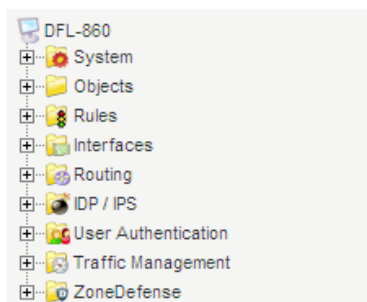 DFL-860
System
Objects
Rules
Interfaces
Routing
IDP / IPS
User Authentication
Traffic Management
ZoneDefense